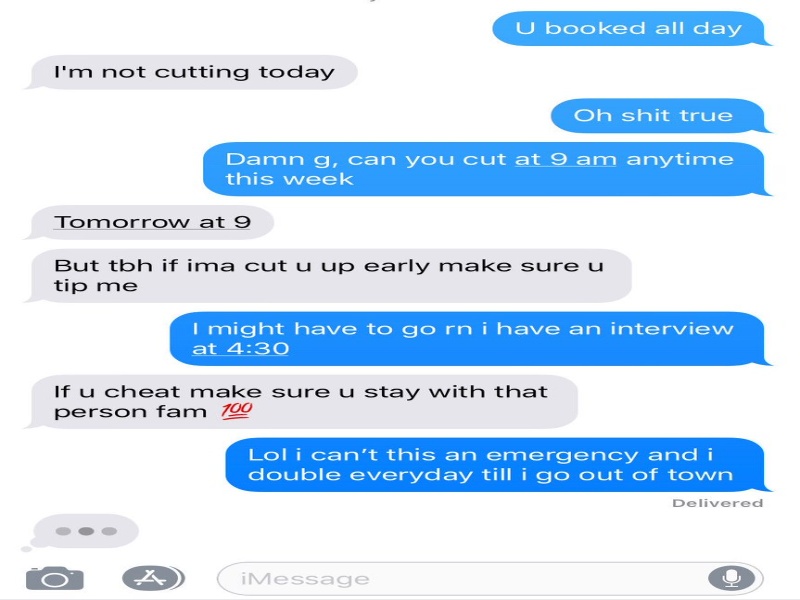 U booked all day
I'm not cutting today
Oh shit true
Damn g, can you cut at 9 am anytime
this week
Tomorrow at 9
But tbh if ima cut u up early make sure u
tip me
I might have to go rn i have an interview
at 4:30
If u cheat make sure u stay with that
person fam 💯
Lol i can’t this an emergency and i
double everyday till i go out of town
Delivered
iMessage